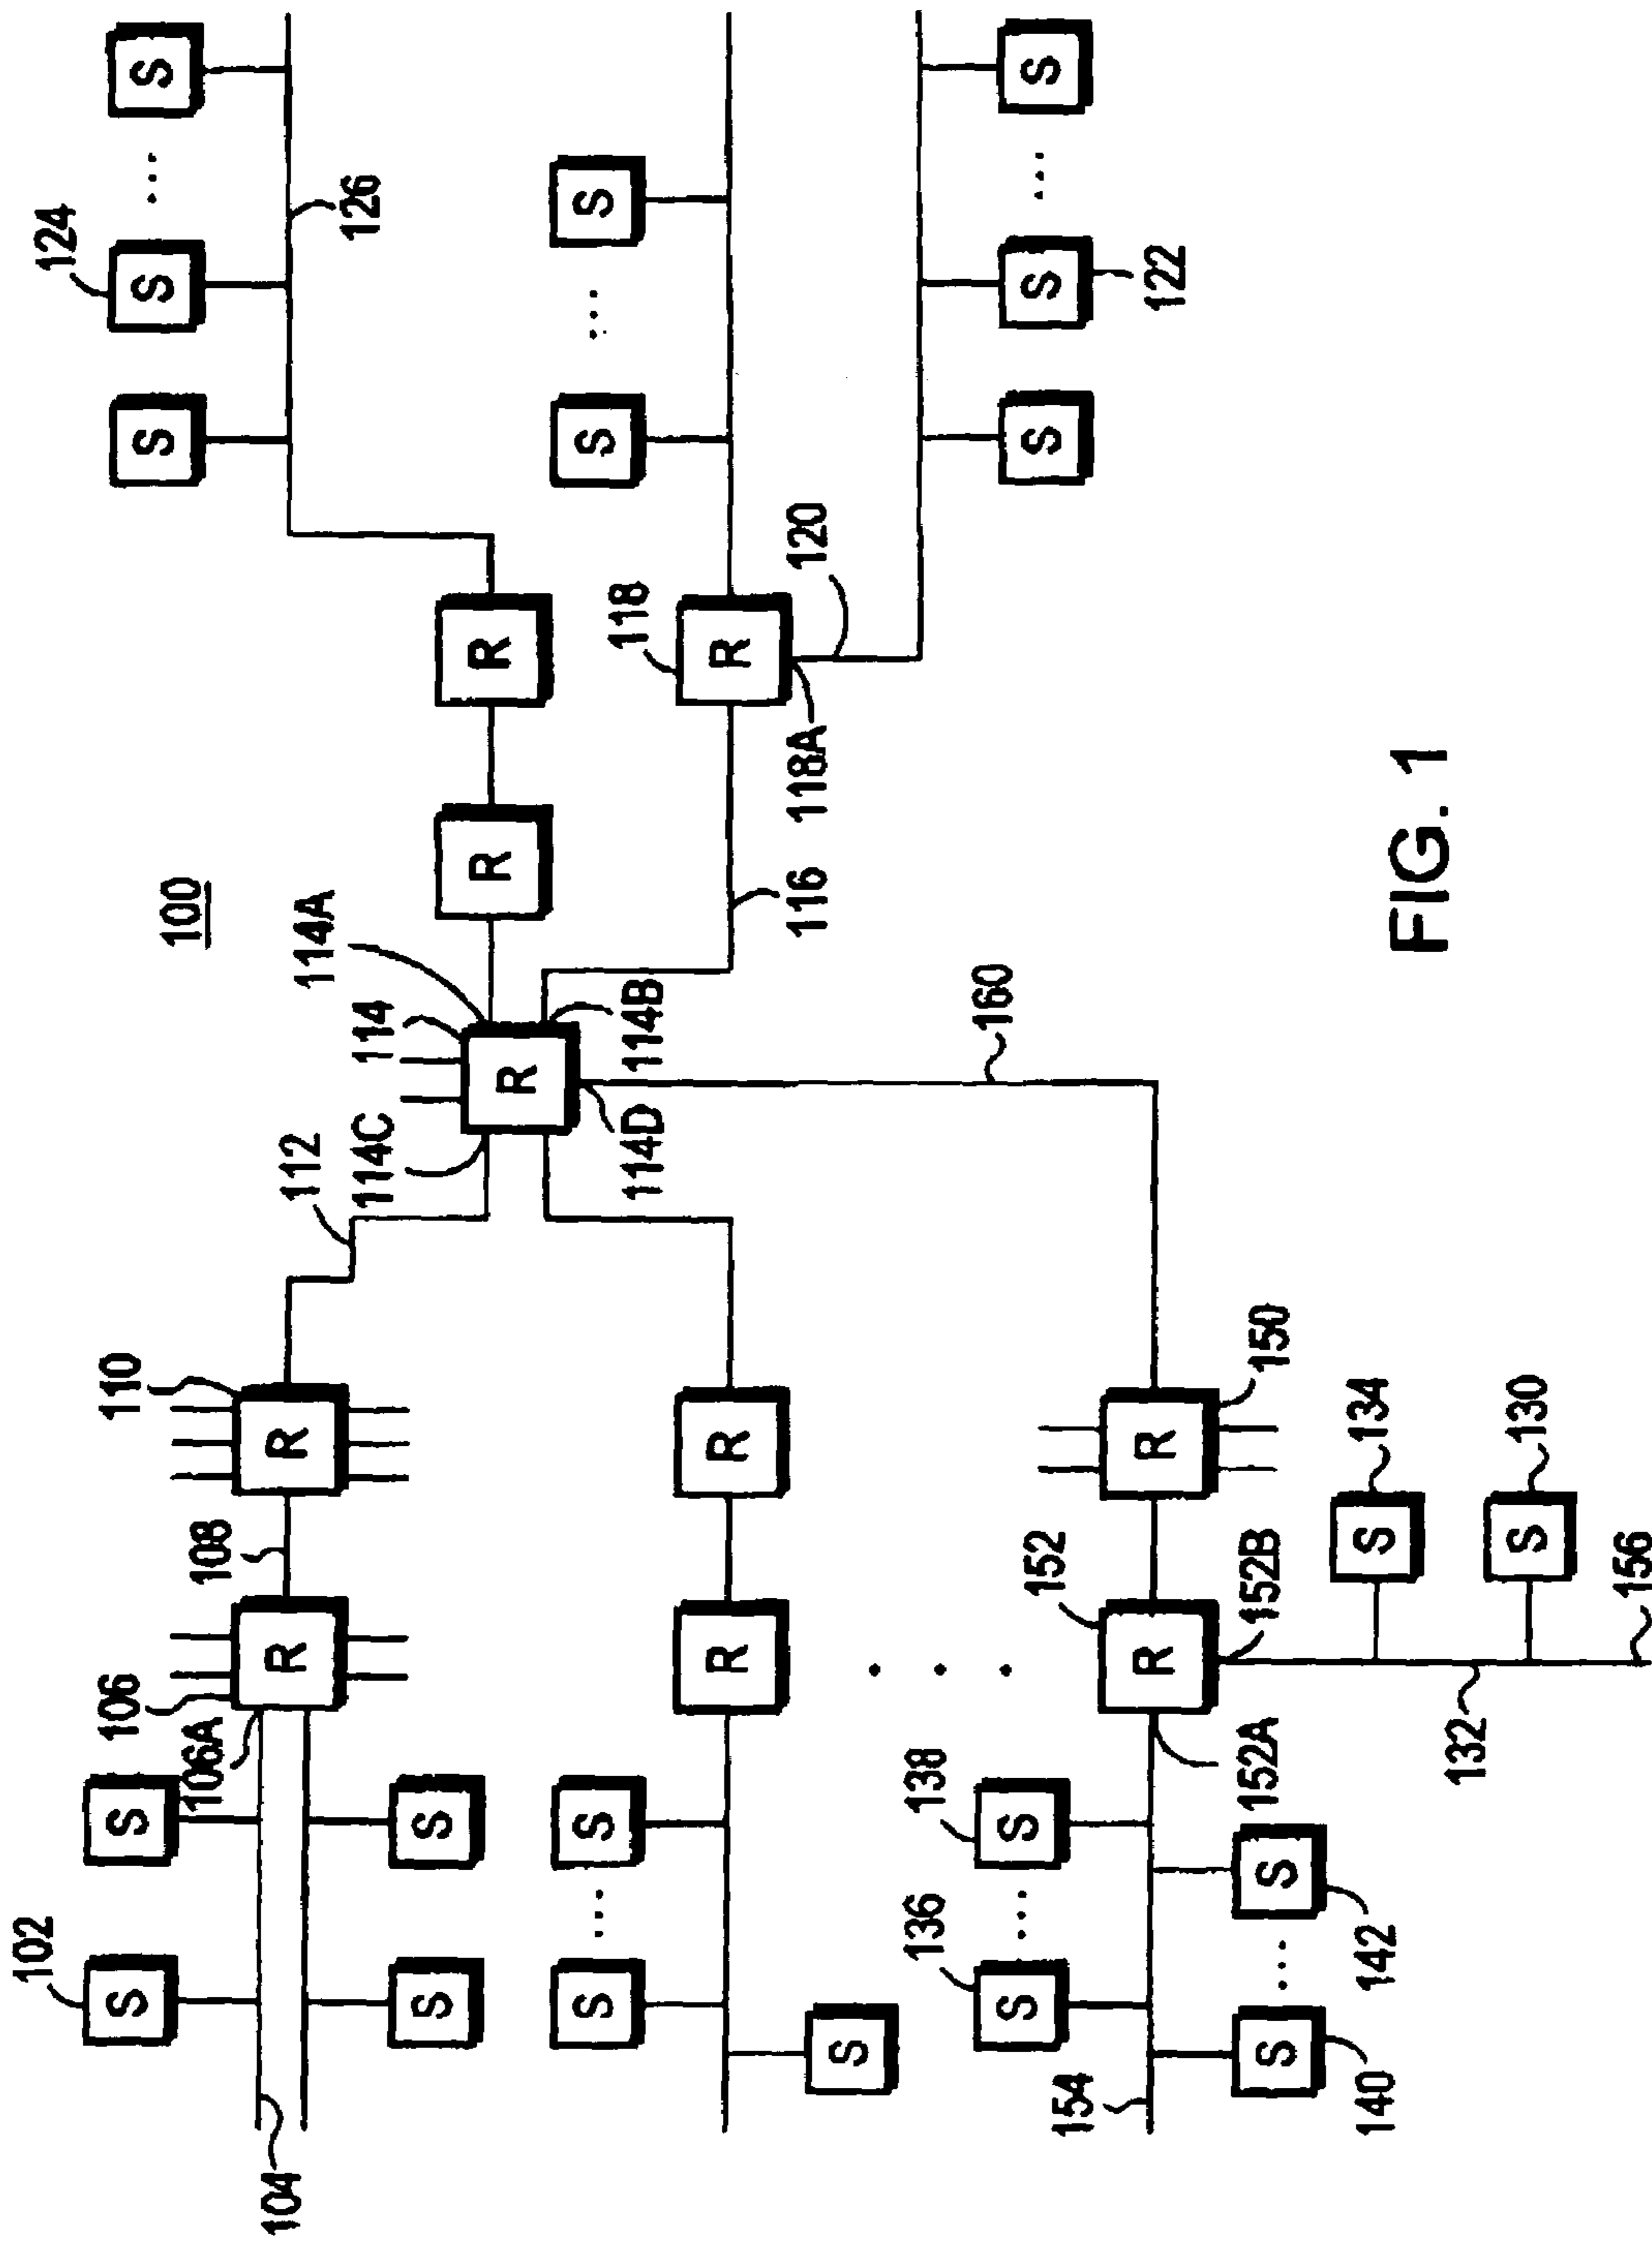 102
124
106
110
S
S
S
S
S
100
106A
108
104
R
R
112
114A
126
114C
114
S
S
R
R
R
S
S
...
S
...
S
118
114D
114B
R
R
R
116
118A
120
S
136
138
160
S
...
S
S
S
...
S
152
154
R
R
122
152A
152B
150
S
...
S
140
142
S
134
FIG. 1
132
S
130
156